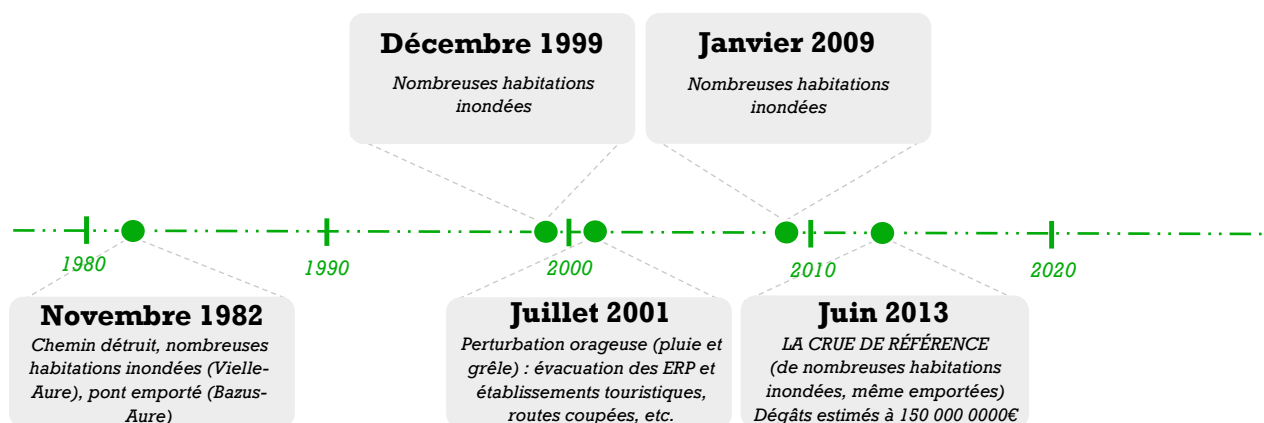 Décembre 1999
Nombreuses habitations
inondées
Janvier 2009
Nombreuses habitations
inondées
1980
1990
2000
2010
2020
Novembre 1982
Chemin détruit, nombreuses
habitations inondées (Vielle-
Aure), pont emporté (Bazus-
Aure)
Juillet 2001
Perturbation orageuse (pluie et
grêle) : évacuation des ERP et
établissements touristiques,
routes coupées, etc.
Juin 2013
LA CRUE DE RÉFÉRENCE
(de nombreuses habitations
inondées, même emportées)
Dégâts estimés à 150 000 0000€